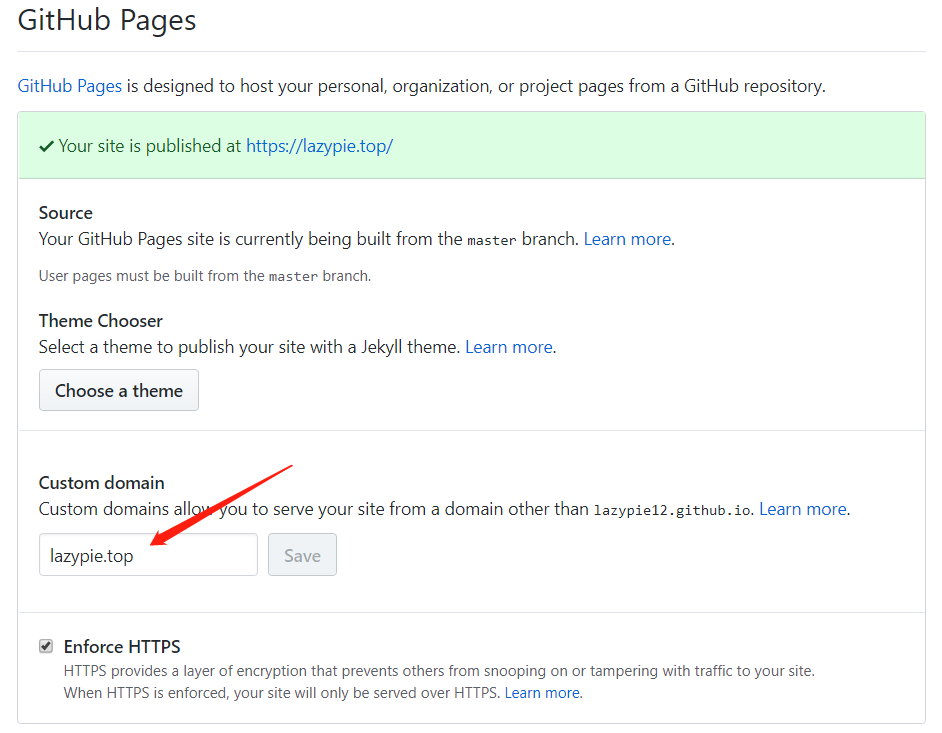 GitHub Pages
GitHub Pages is designed to host your personal, organization, or project pages from a GitHub repository.
Your site is published at https://lazypie.top/
Source
Your GitHub Pages site is currently being built from the master branch. Learn more.
User pages must be built from the master branch.
Theme Chooser
Select a theme to publish your site with a Jekyll theme. Learn more.
Choose a theme
Custom domain
Custom domains allow you to serve your site from a domain other than lazypie12.github.io. Learn more.
lazypie.top Save
Enforce HTTPS
HTTPS provides a layer of encryption that prevents others from snooping on or tampering with traffic to your site.
When HTTPS is enforced, your site will only be served over HTTPS. Learn more.